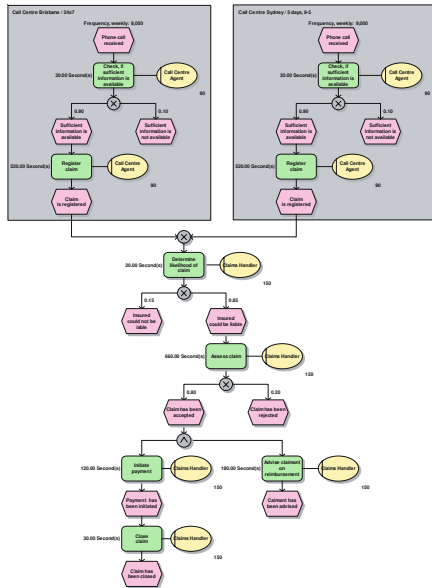 Call Centre Brisbane / 24x7
Frequency, weekly: 9,000
Phone call
received
30.00 Second(s)
Check, if
sufficient
information is
available
Call Centre
Agent
90
0.90
0.10
Sufficient
information is
available
Sufficient
information is
not available
520.00 Second(s)
Register
claim
Call Centre
Agent
90
Claim
is registered
Call Centre Sydney / 5 days, 9-5
Frequency, weekly: 9,000
Phone call
received
30.00 Second(s)
Check, if
sufficient
information is
available
Call Centre
Agent
90
0.90
0.10
Sufficient
information is
available
Sufficient
information is
not available
520.00 Second(s)
Register
claim
Call Centre
Agent
90
Claim
is registered
20.00 Second(s)
Determine
likelihood of
claim
Claims Handler
150
0.15
0.85
Insured
could not be
liable
Insured
could be liable
660.00 Second(s)
Assess claim
Claims Handler
150
0.80
0.20
Claim has been
accepted
Claim has been
rejected
120.00 Second(s)
Initiate
payment
Claims Handler
150
180.00 Second(s)
Advise claimant
on
reimbursement
Claims Handler
150
Payment has
been initiated
Claimant has
been advised
30.00 Second(s)
Close
claim
Claims Handler
150
Claim has
been closed